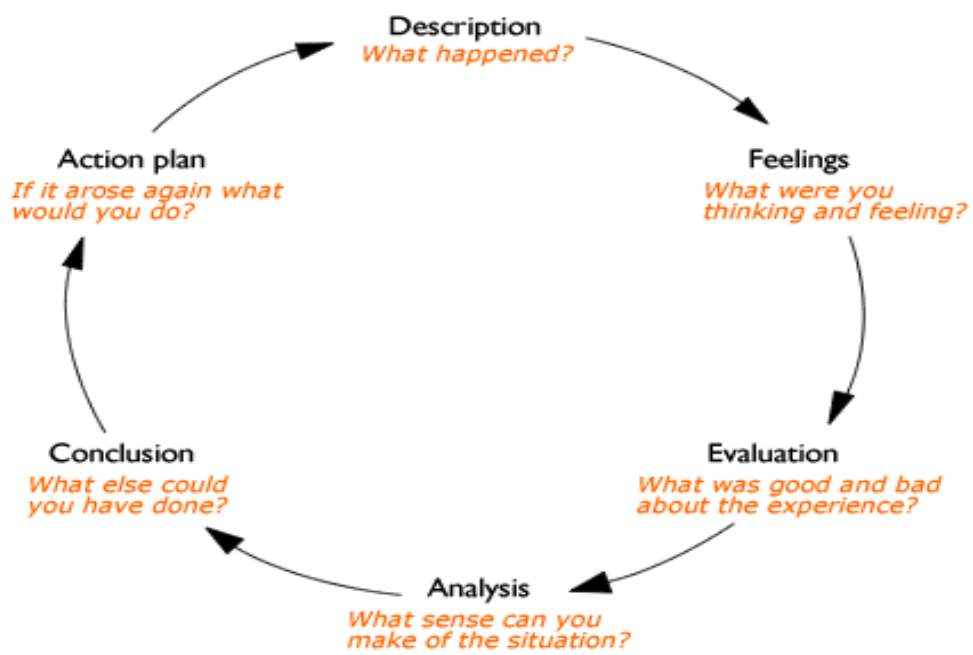 Description
What happened?
Feelings
What were you
thinking and feeling?
Evaluation
What was good and bad
about the experience?
Analysis
What sense can you
make of the situation?
Conclusion
What else could
you have done?
Action plan
If it arose again what
would you do?